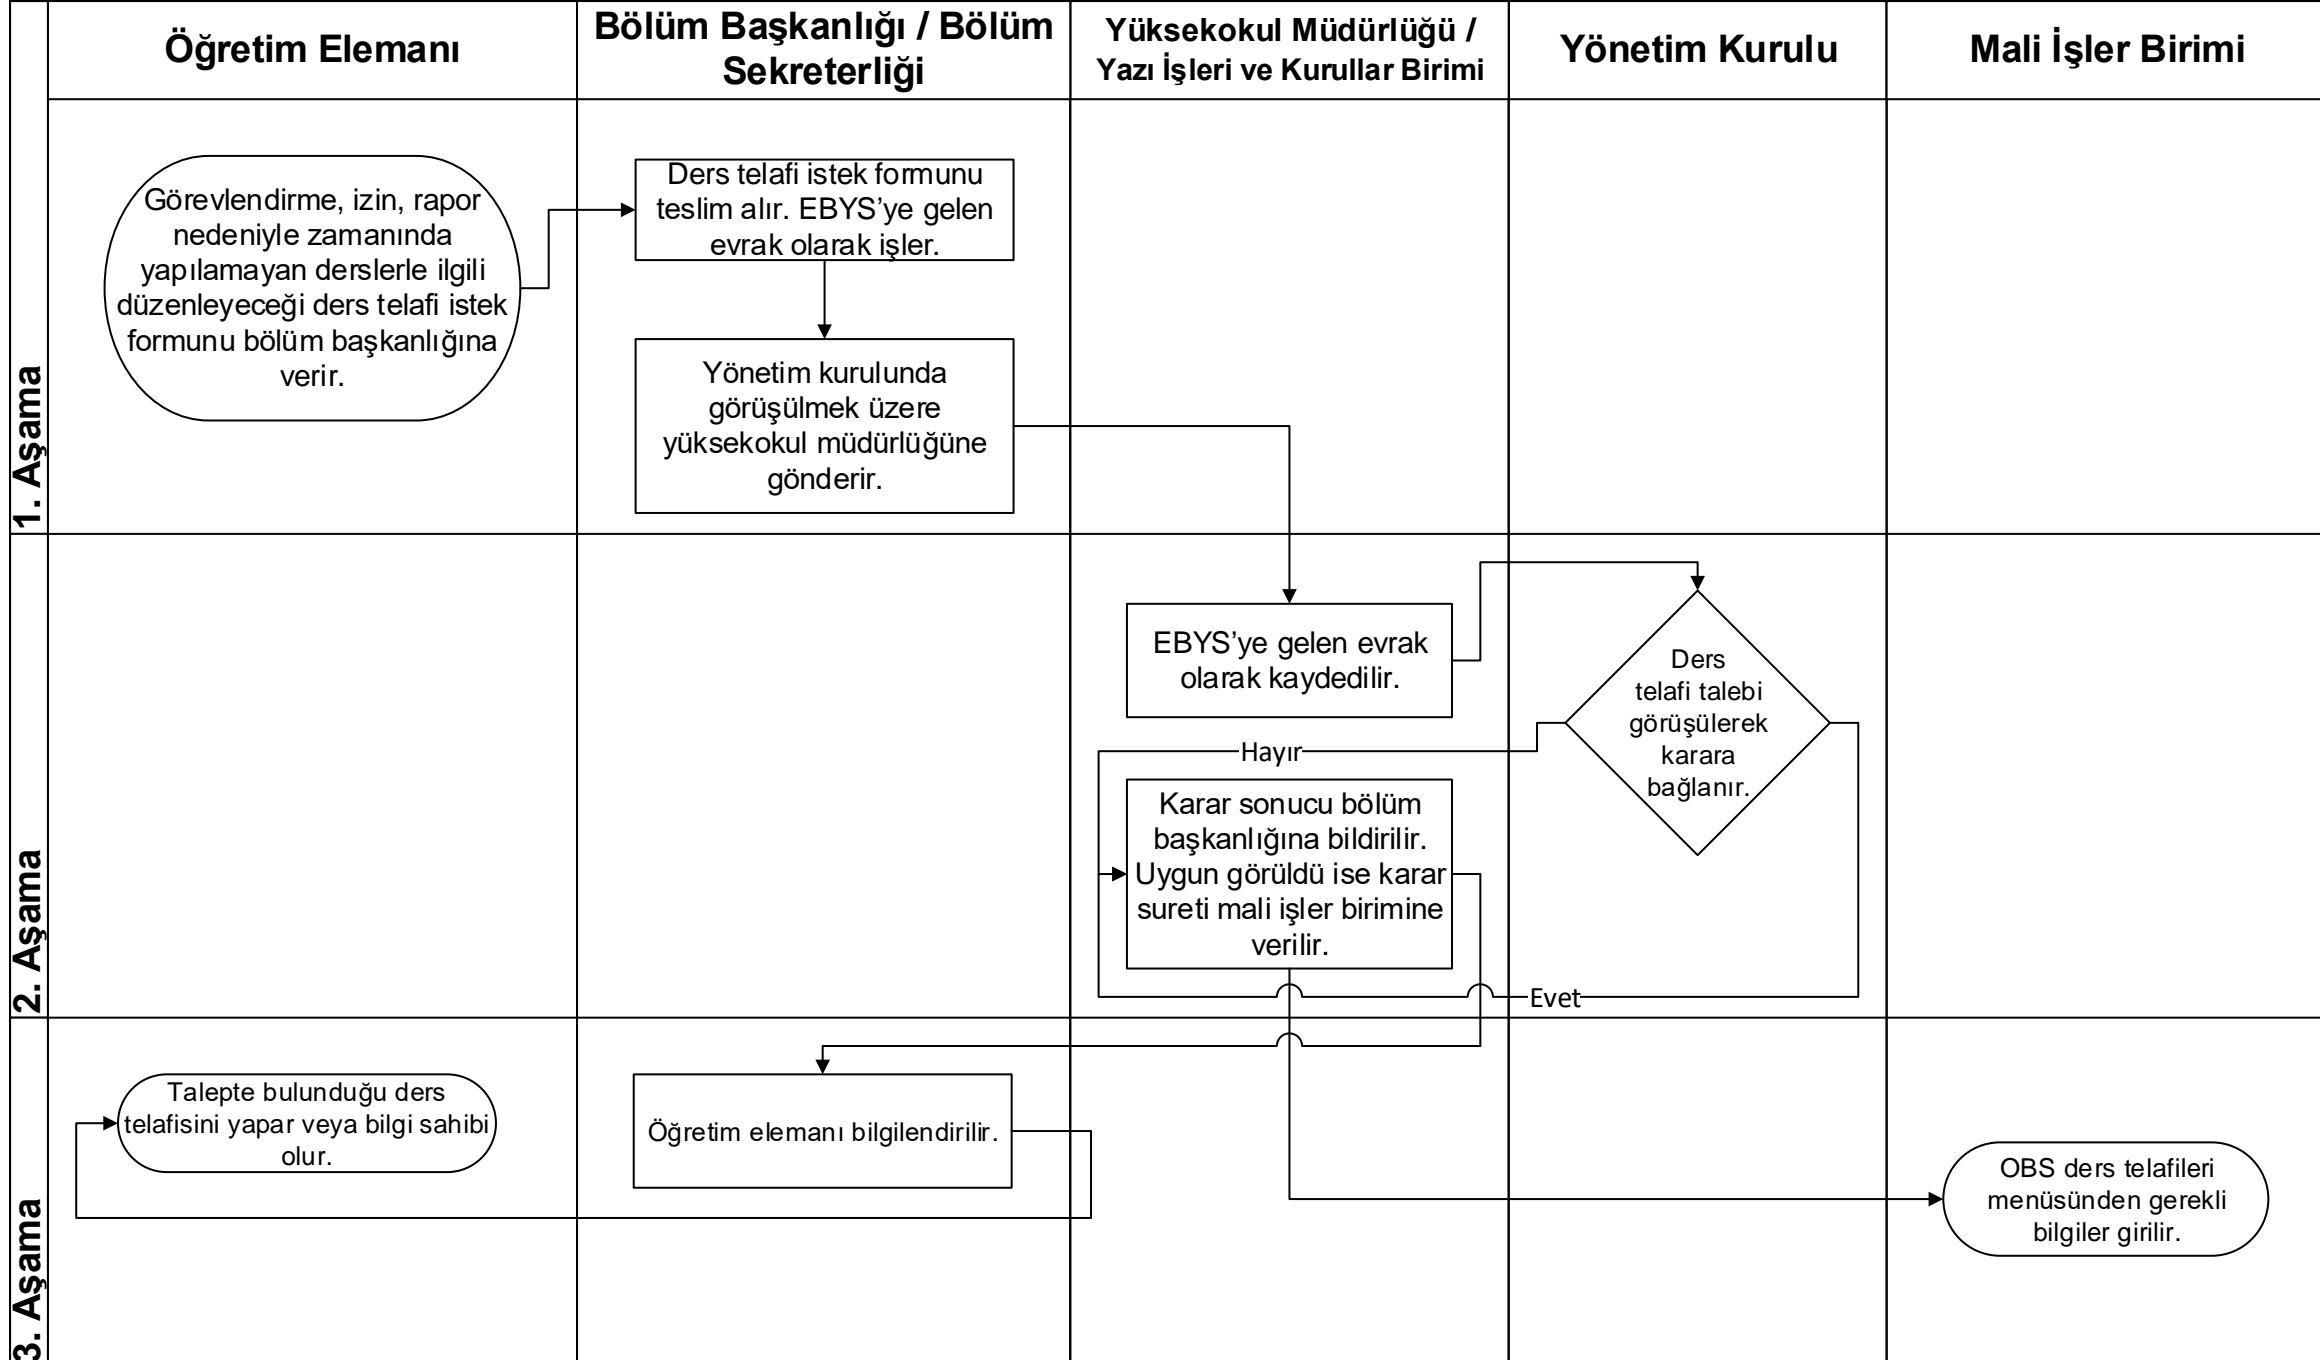 Öğretim Elemanı
Bölüm Başkanlığı / Bölüm
Sekreterliği
Yüksekokul Müdürlüğü /
Yazı İşleri ve Kurullar Birimi
Yönetim Kurulu
Mali İşler Birimi
1. Aşama
Görevlendirme, izin, rapor
nedeniyle zamanında
yapılamayan derslerle ilgili
düzenleyeceği ders telafi istek
formunu bölüm başkanlığına
verir.
Ders telafi istek formunu
teslim alır. EBYS’ye gelen
evrak olarak işler.
Yönetim kurulunda
görüşülmek üzere
yüksekokul müdürlüğüne
gönderir.
2. Aşama
EBYS’ye gelen evrak
olarak kaydedilir.
Ders
telafi talebi
görüşülerek
karara
bağlanır.
Hayır
Karar sonucu bölüm
başkanlığına bildirilir.
Uygun görüldü ise karar
sureti mali işler birimine
verilir.
Evet
3. Aşama
Talepte bulunduğu ders
telafisini yapar veya bilgi sahibi
olur.
Öğretim elemanı bilgilendirilir.
OBS ders telafileri
menüsünden gerekli
bilgiler girilir.